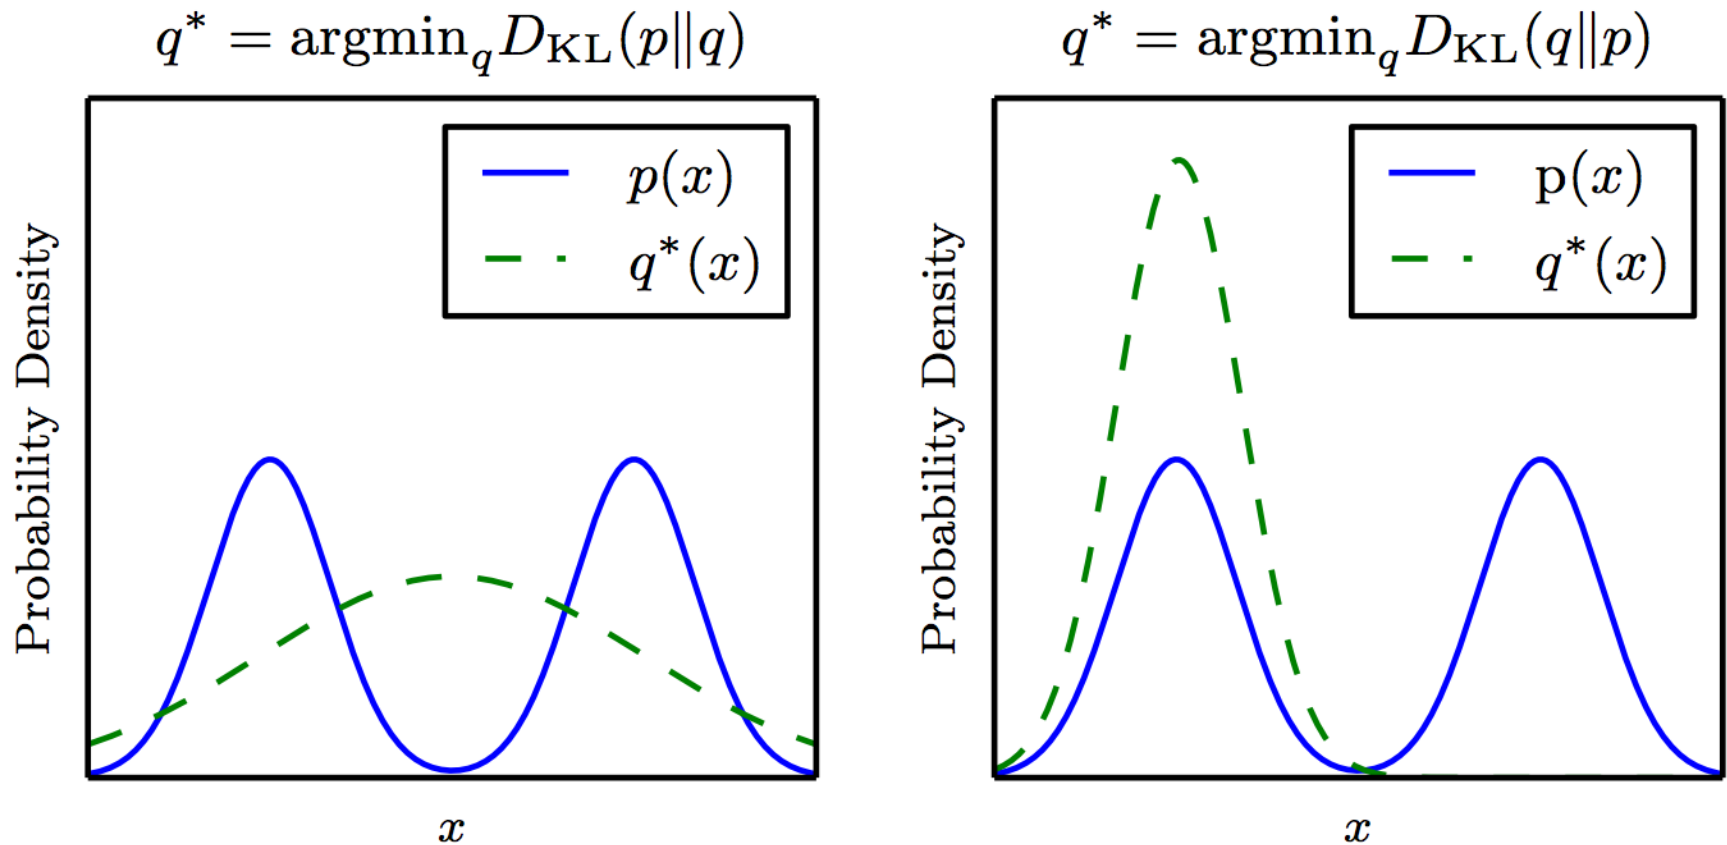 q* = argmin_q D_KL(p‖q)
p(x)
q*(x)
Probability Density
x
q* = argmin_q D_KL(q‖p)
p(x)
q*(x)
Probability Density
x